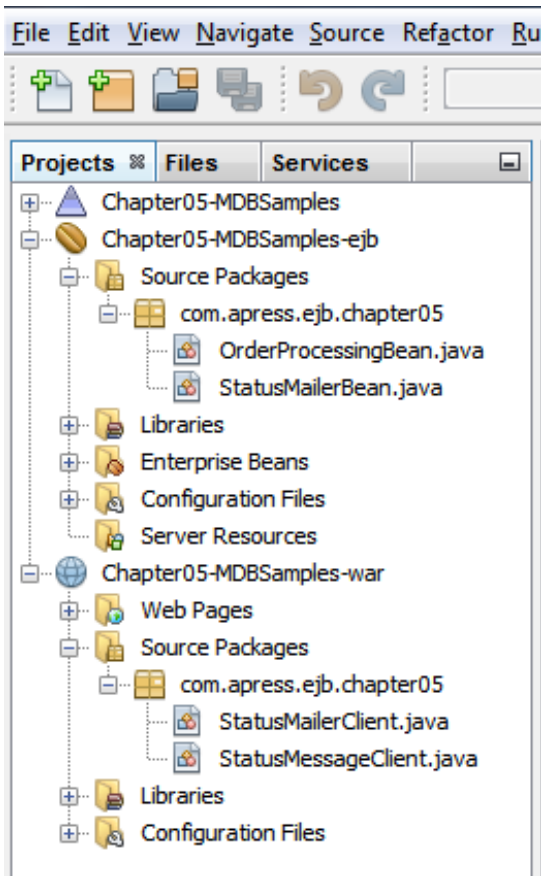 File Edit View Navigate Source Refactor Ru
Projects Files Services
Chapter05-MDBSamples
Chapter05-MDBSamples-ejb
Source Packages
com.apress.ejb.chapter05
OrderProcessingBean.java
StatusMailerBean.java
Libraries
Enterprise Beans
Configuration Files
Server Resources
Chapter05-MDBSamples-war
Web Pages
Source Packages
com.apress.ejb.chapter05
StatusMailerClient.java
StatusMessageClient.java
Libraries
Configuration Files